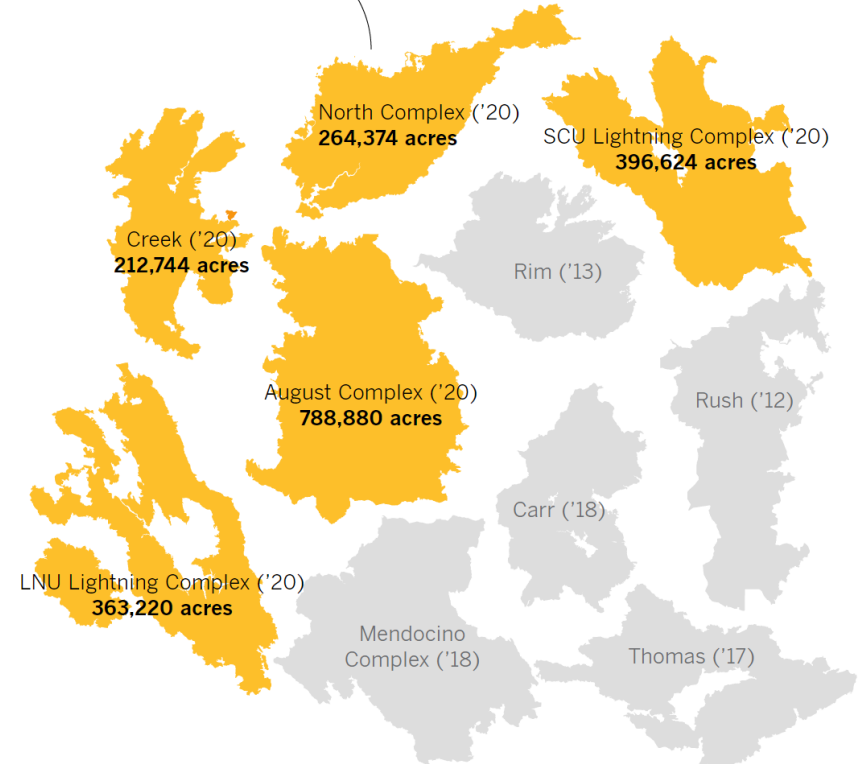 North Complex (’20)
264,374 acres
SCU Lightning Complex (’20)
396,624 acres
Creek (’20)
212,744 acres
Rim (’13)
August Complex (’20)
788,880 acres
Rush (’12)
Carr (’18)
LNU Lightning Complex (’20)
363,220 acres
Mendocino
Complex (’18)
Thomas (’17)